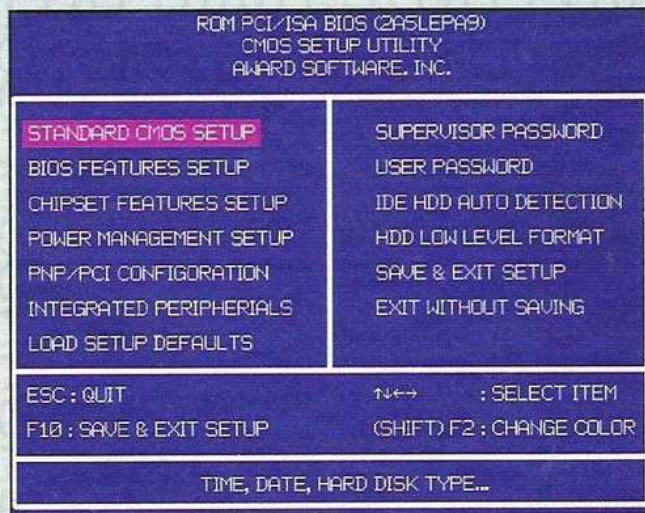 ROM PCI/ISA BIOS (2A5LEPA9)
CMOS SETUP UTILITY
AWARD SOFTWARE. INC.
STANDARD CMOS SETUP
BIOS FEATURES SETUP
CHIPSET FEATURES SETUP
POWER MANAGEMENT SETUP
PNP/PCI CONFIGORATION
INTEGRATED PERIPHERIALS
LOAD SETUP DEFAULTS
SUPERVISOR PASSWORD
USER PASSWORD
IDE HDD AUTO DETECTION
HDD LOW LEVEL FORMAT
SAVE & EXIT SETUP
EXIT WITHOUT SAVING
ESC : QUIT
F10 : SAVE & EXIT SETUP
↑↓←→ : SELECT ITEM
(SHIFT) F2 : CHANGE COLOR
TIME, DATE, HARD DISK TYPE...